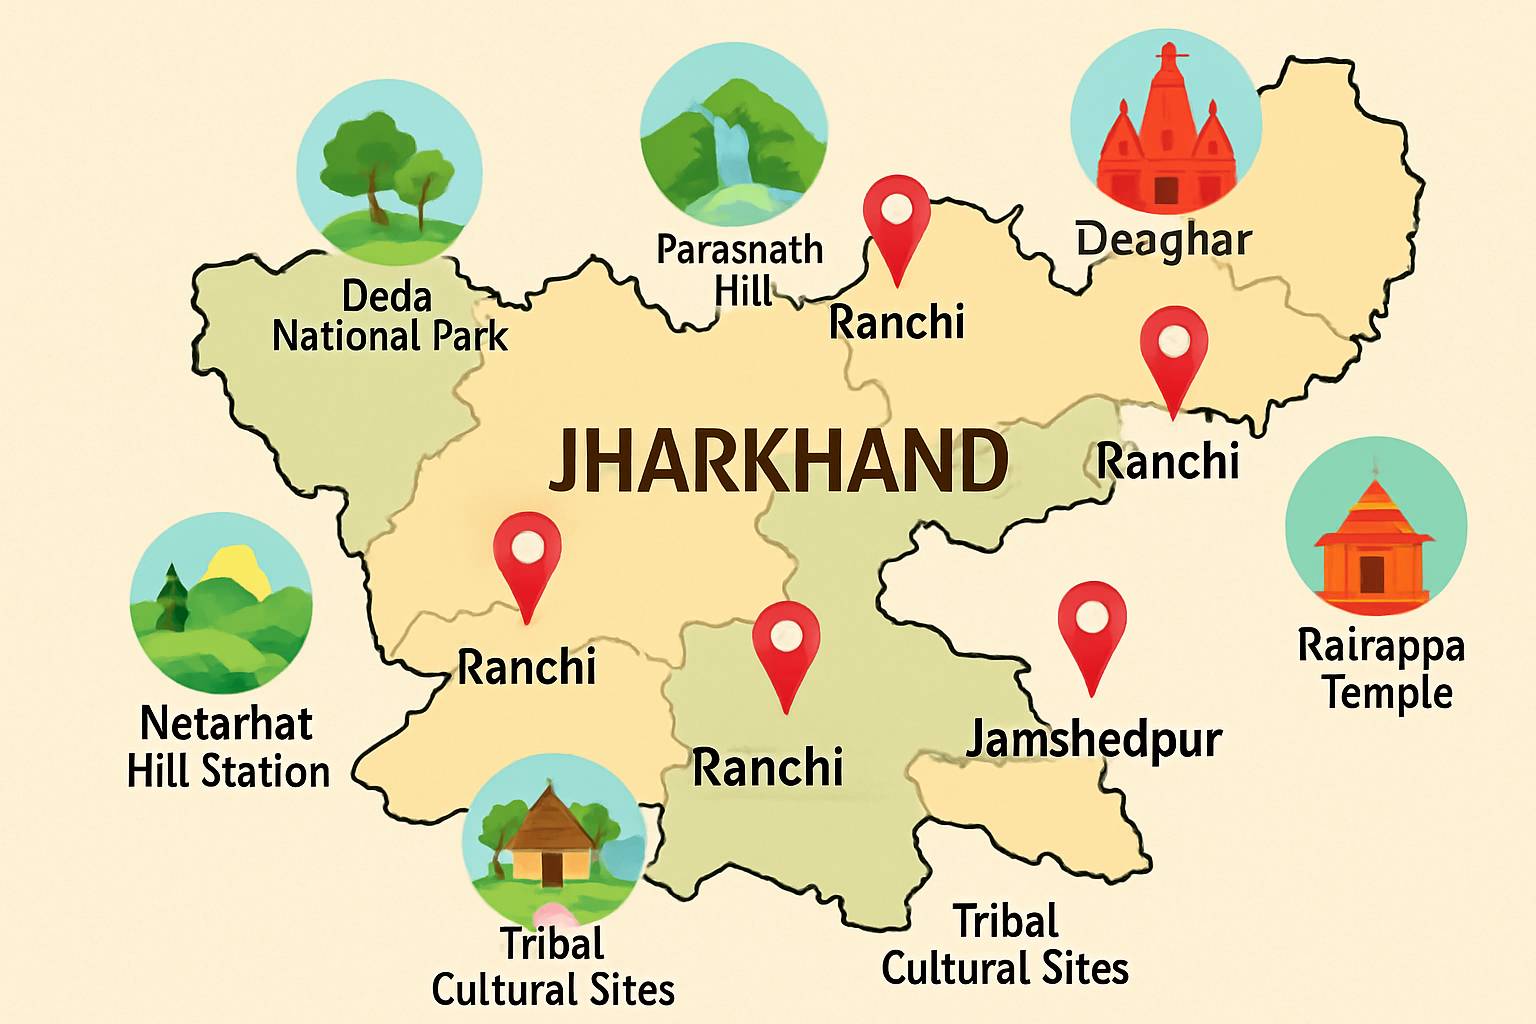 Deaghar
Parasnath
Hill
Deda
National Park
Ranchi
JHARKHAND
Ranchi
Ranchi
Rairappa
Temple
Netarhat
Hill Station
Ranchi
Jamshedpur
Tribal
Cultural Sites
Tribal
Cultural Sites